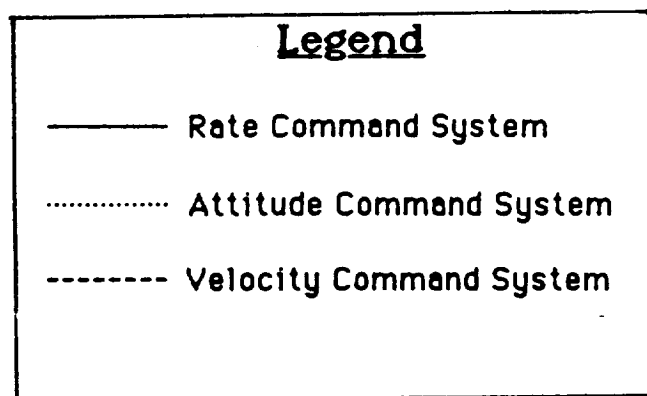 Legend
Rate Command System
Attitude Command System
Velocity Command System